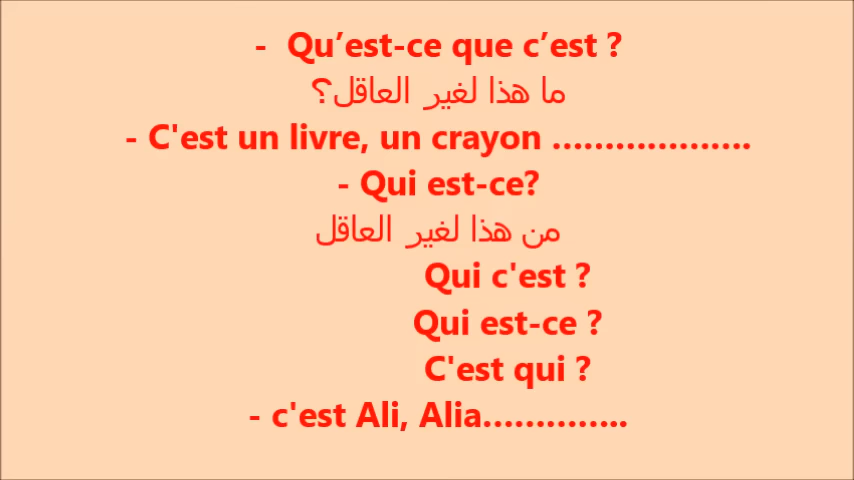 - Qu’est-ce que c’est ?
ما هذا لغير العاقل؟
- C'est un livre, un crayon ...................
- Qui est-ce?
من هذا لغير العاقل
Qui c'est ?
Qui est-ce ?
C'est qui ?
- c'est Ali, Alia..............